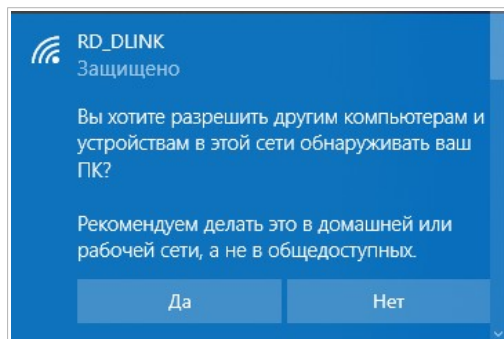 RD_DLINK
Защищено
Вы хотите разрешить другим компьютерам и
устройствам в этой сети обнаруживать ваш
ПК?
Рекомендуем делать это в домашней или
рабочей сети, а не в общедоступных.
Да
Нет